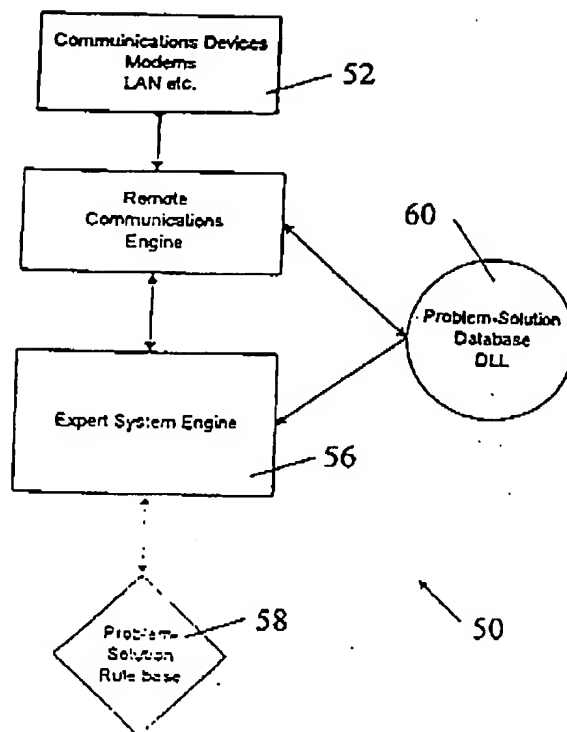 Communications Devices
Modems
LAN etc.
52
Remote
Communications
Engine
60
Problem-Solution
Database
DLL
Expert System Engine
56
58
Problem-
Solution
Rule base
50